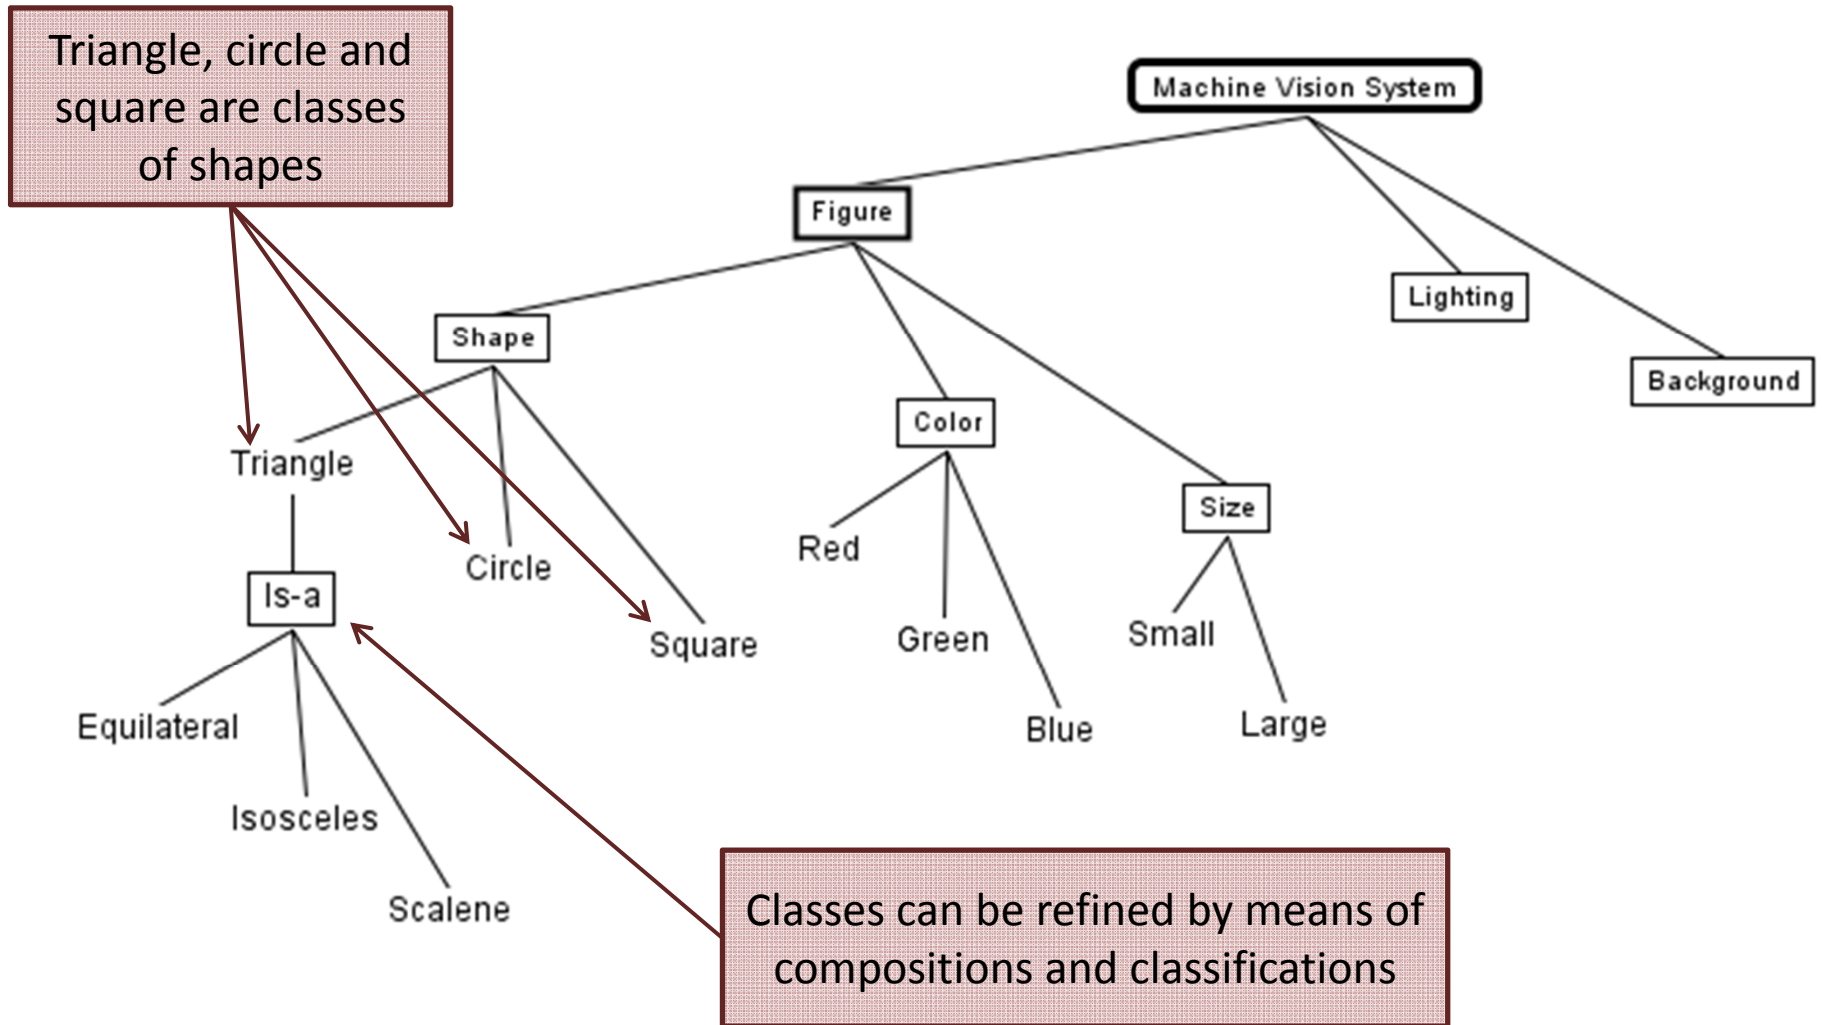 Triangle, circle and
square are classes
of shapes
Machine Vision System
Figure
Lighting
Shape
Background
Color
Triangle
Size
Red
Circle
Is-a
Small
Green
Square
Equilateral
Large
Blue
Isosceles
Scalene
Classes can be refined by means of
compositions and classifications